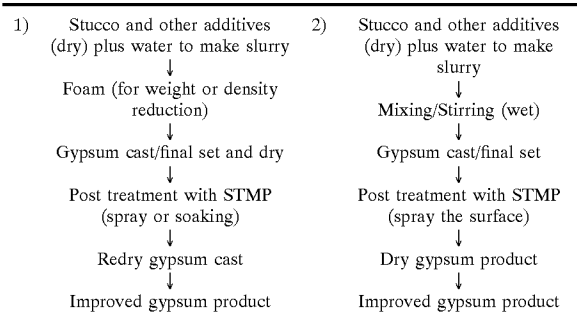 1) Stucco and other additives
(dry) plus water to make slurry
↓
Foam (for weight or density
reduction)
↓
Gypsum cast/final set and dry
↓
Post treatment with STMP
(spray or soaking)
↓
Redry gypsum cast
↓
Improved gypsum product
2) Stucco and other additives
(dry) plus water to make
slurry
↓
Mixing/Stirring (wet)
↓
Gypsum cast/final set
↓
Post treatment with STMP
(spray the surface)
↓
Dry gypsum product
↓
Improved gypsum product